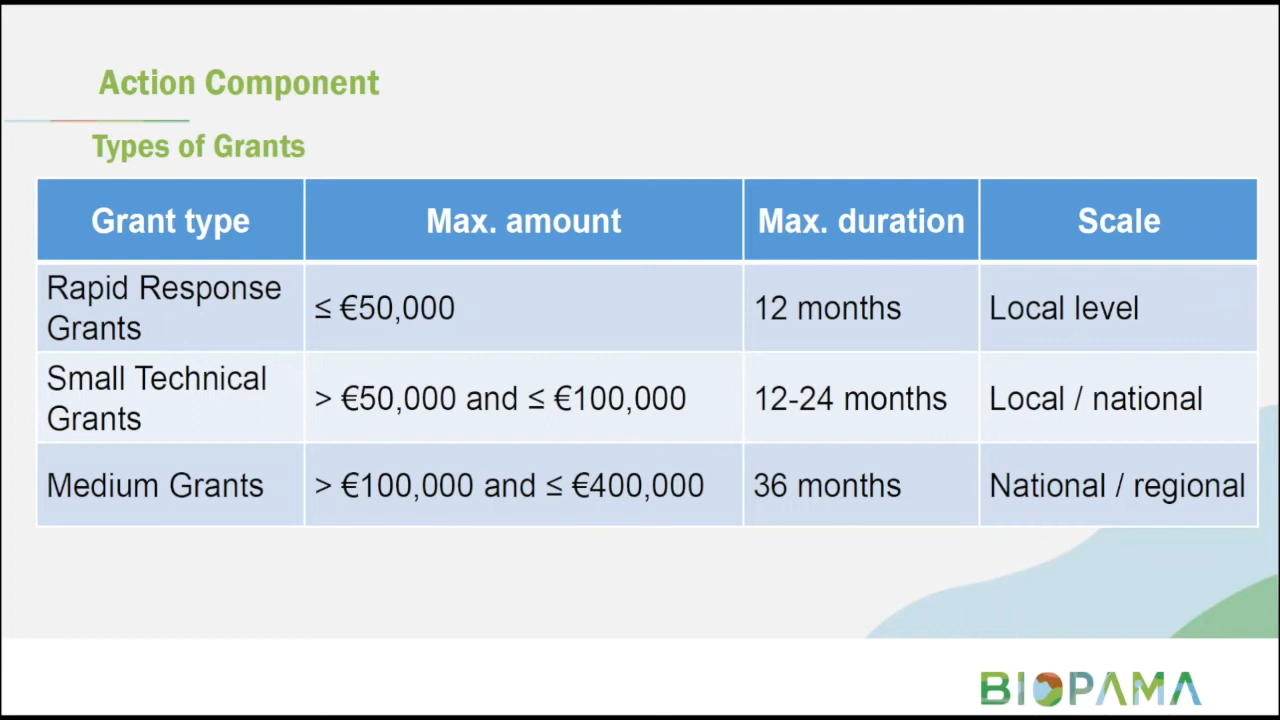 Action Component
Types of Grants
Grant type Max. amount Max. duration Scale
Rapid Response
Grants
≤ €50,000
12 months
Local level
Small Technical
Grants
> €50,000 and ≤ €100,000
12-24 months
Local / national
Medium Grants
> €100,000 and ≤ €400,000
36 months
National / regional
BIOPAMA